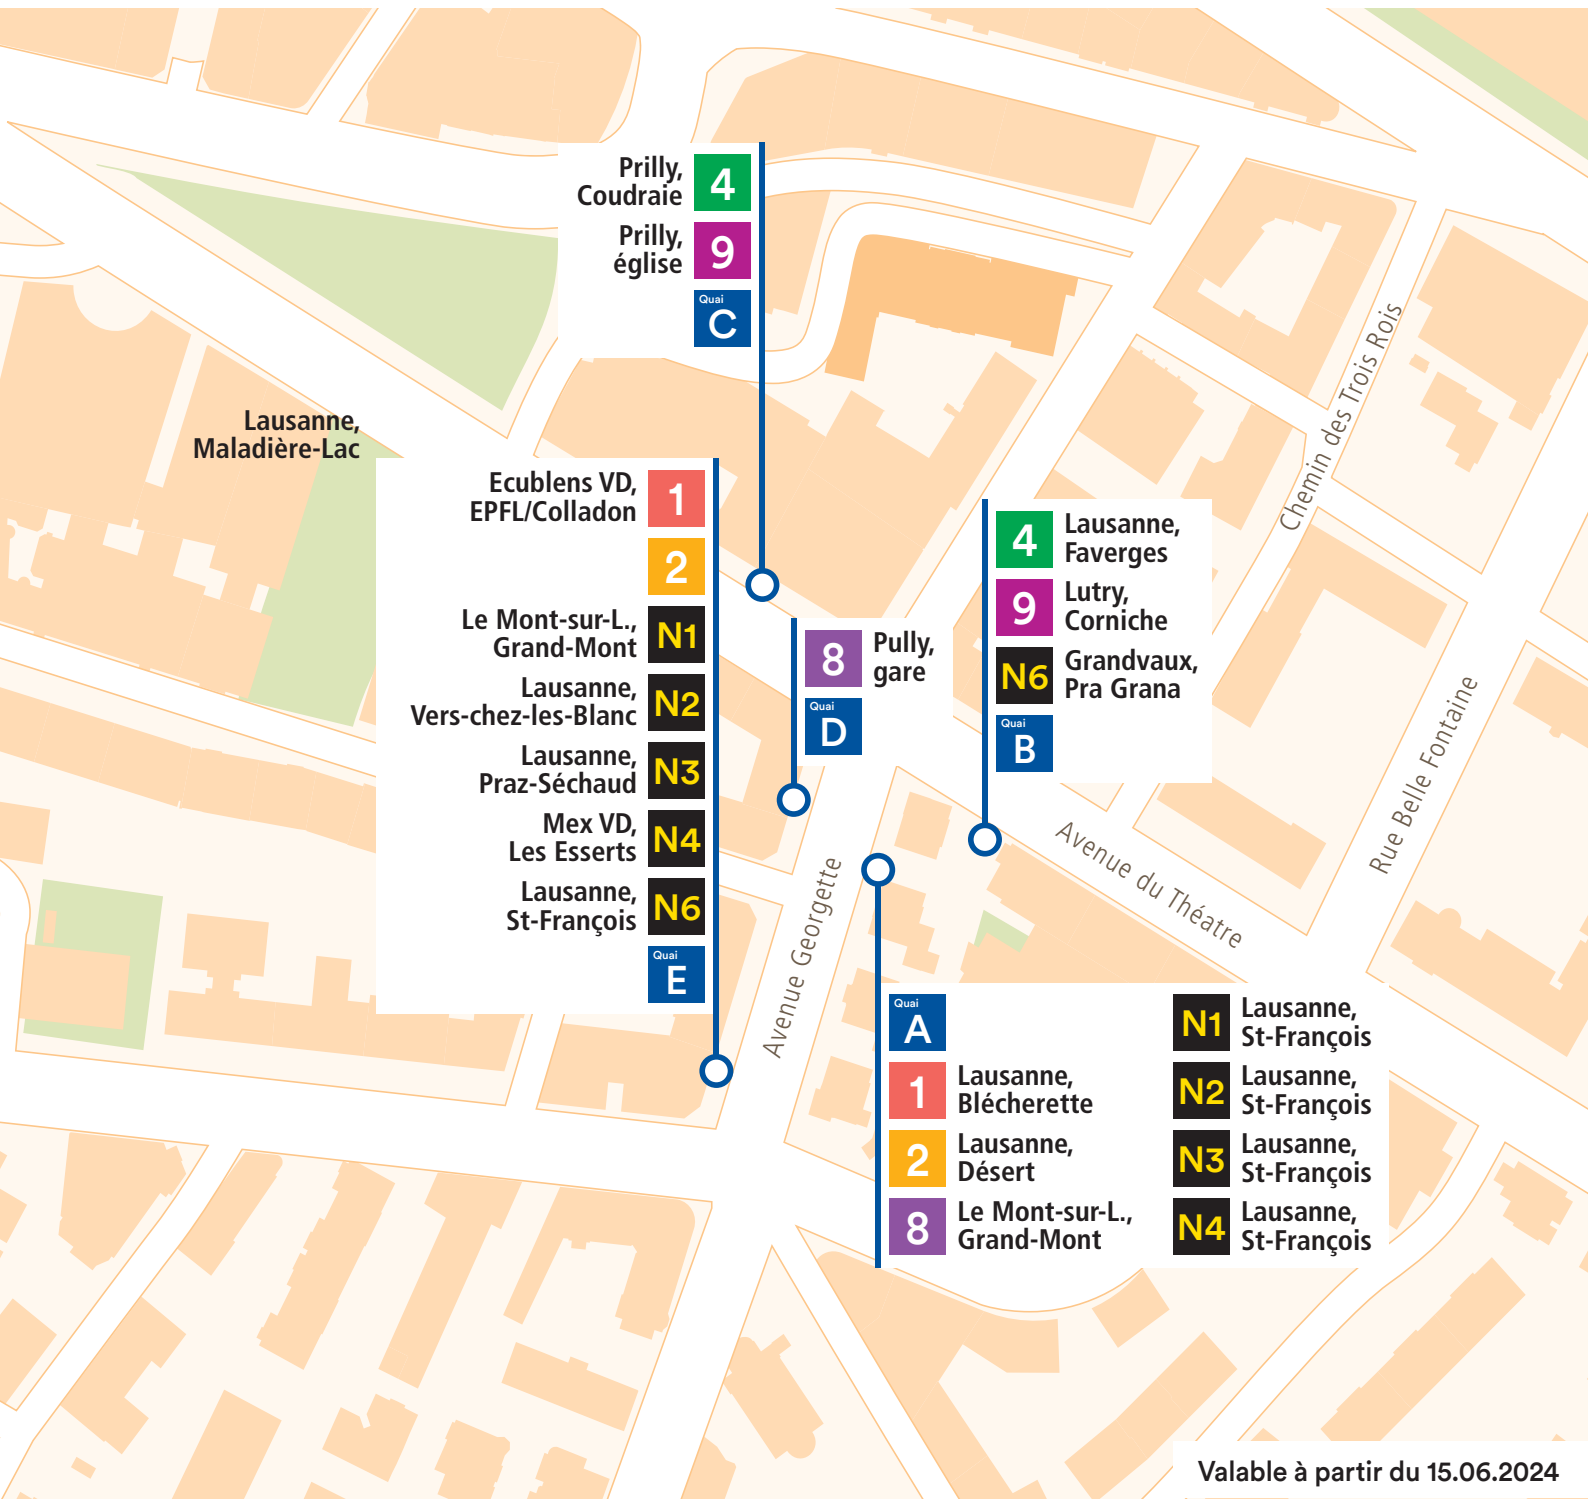 Prilly,
Coudraie
4
Prilly,
église
9
Quai
C
Lausanne,
Maladière-Lac
Ecublens VD,
EPFL/Colladon
1
2
Le Mont-sur-L.,
Grand-Mont
N1
Lausanne,
Vers-chez-les-Blanc
N2
Lausanne,
Praz-Séchaud
N3
Mex VD,
Les Esserts
N4
Lausanne,
St-François
N6
Quai
E
8
Pully,
gare
Quai
D
4
Lausanne,
Faverges
9
Lutry,
Corniche
N6
Grandvaux,
Pra Grana
Quai
B
Chemin des Trois Rois
Rue Belle Fontaine
Avenue du Théatre
Avenue Georgette
Quai
A
1
Lausanne,
Blécherette
2
Lausanne,
Désert
8
Le Mont-sur-L.,
Grand-Mont
N1
Lausanne,
St-François
N2
Lausanne,
St-François
N3
Lausanne,
St-François
N4
Lausanne,
St-François
Valable à partir du 15.06.2024